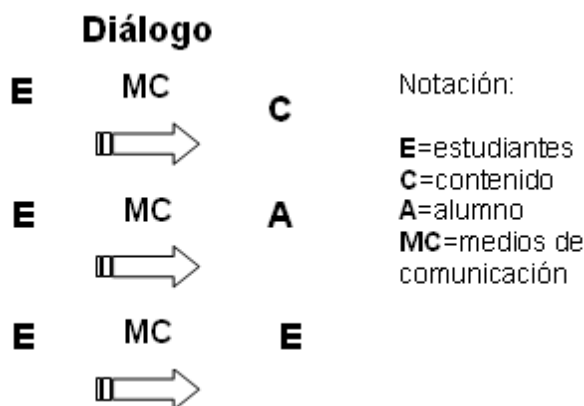 Diálogo
E MC C
E MC A
E MC E
Notación:
E=estudiantes
C=contenido
A=alumno
MC=medios de
comunicación